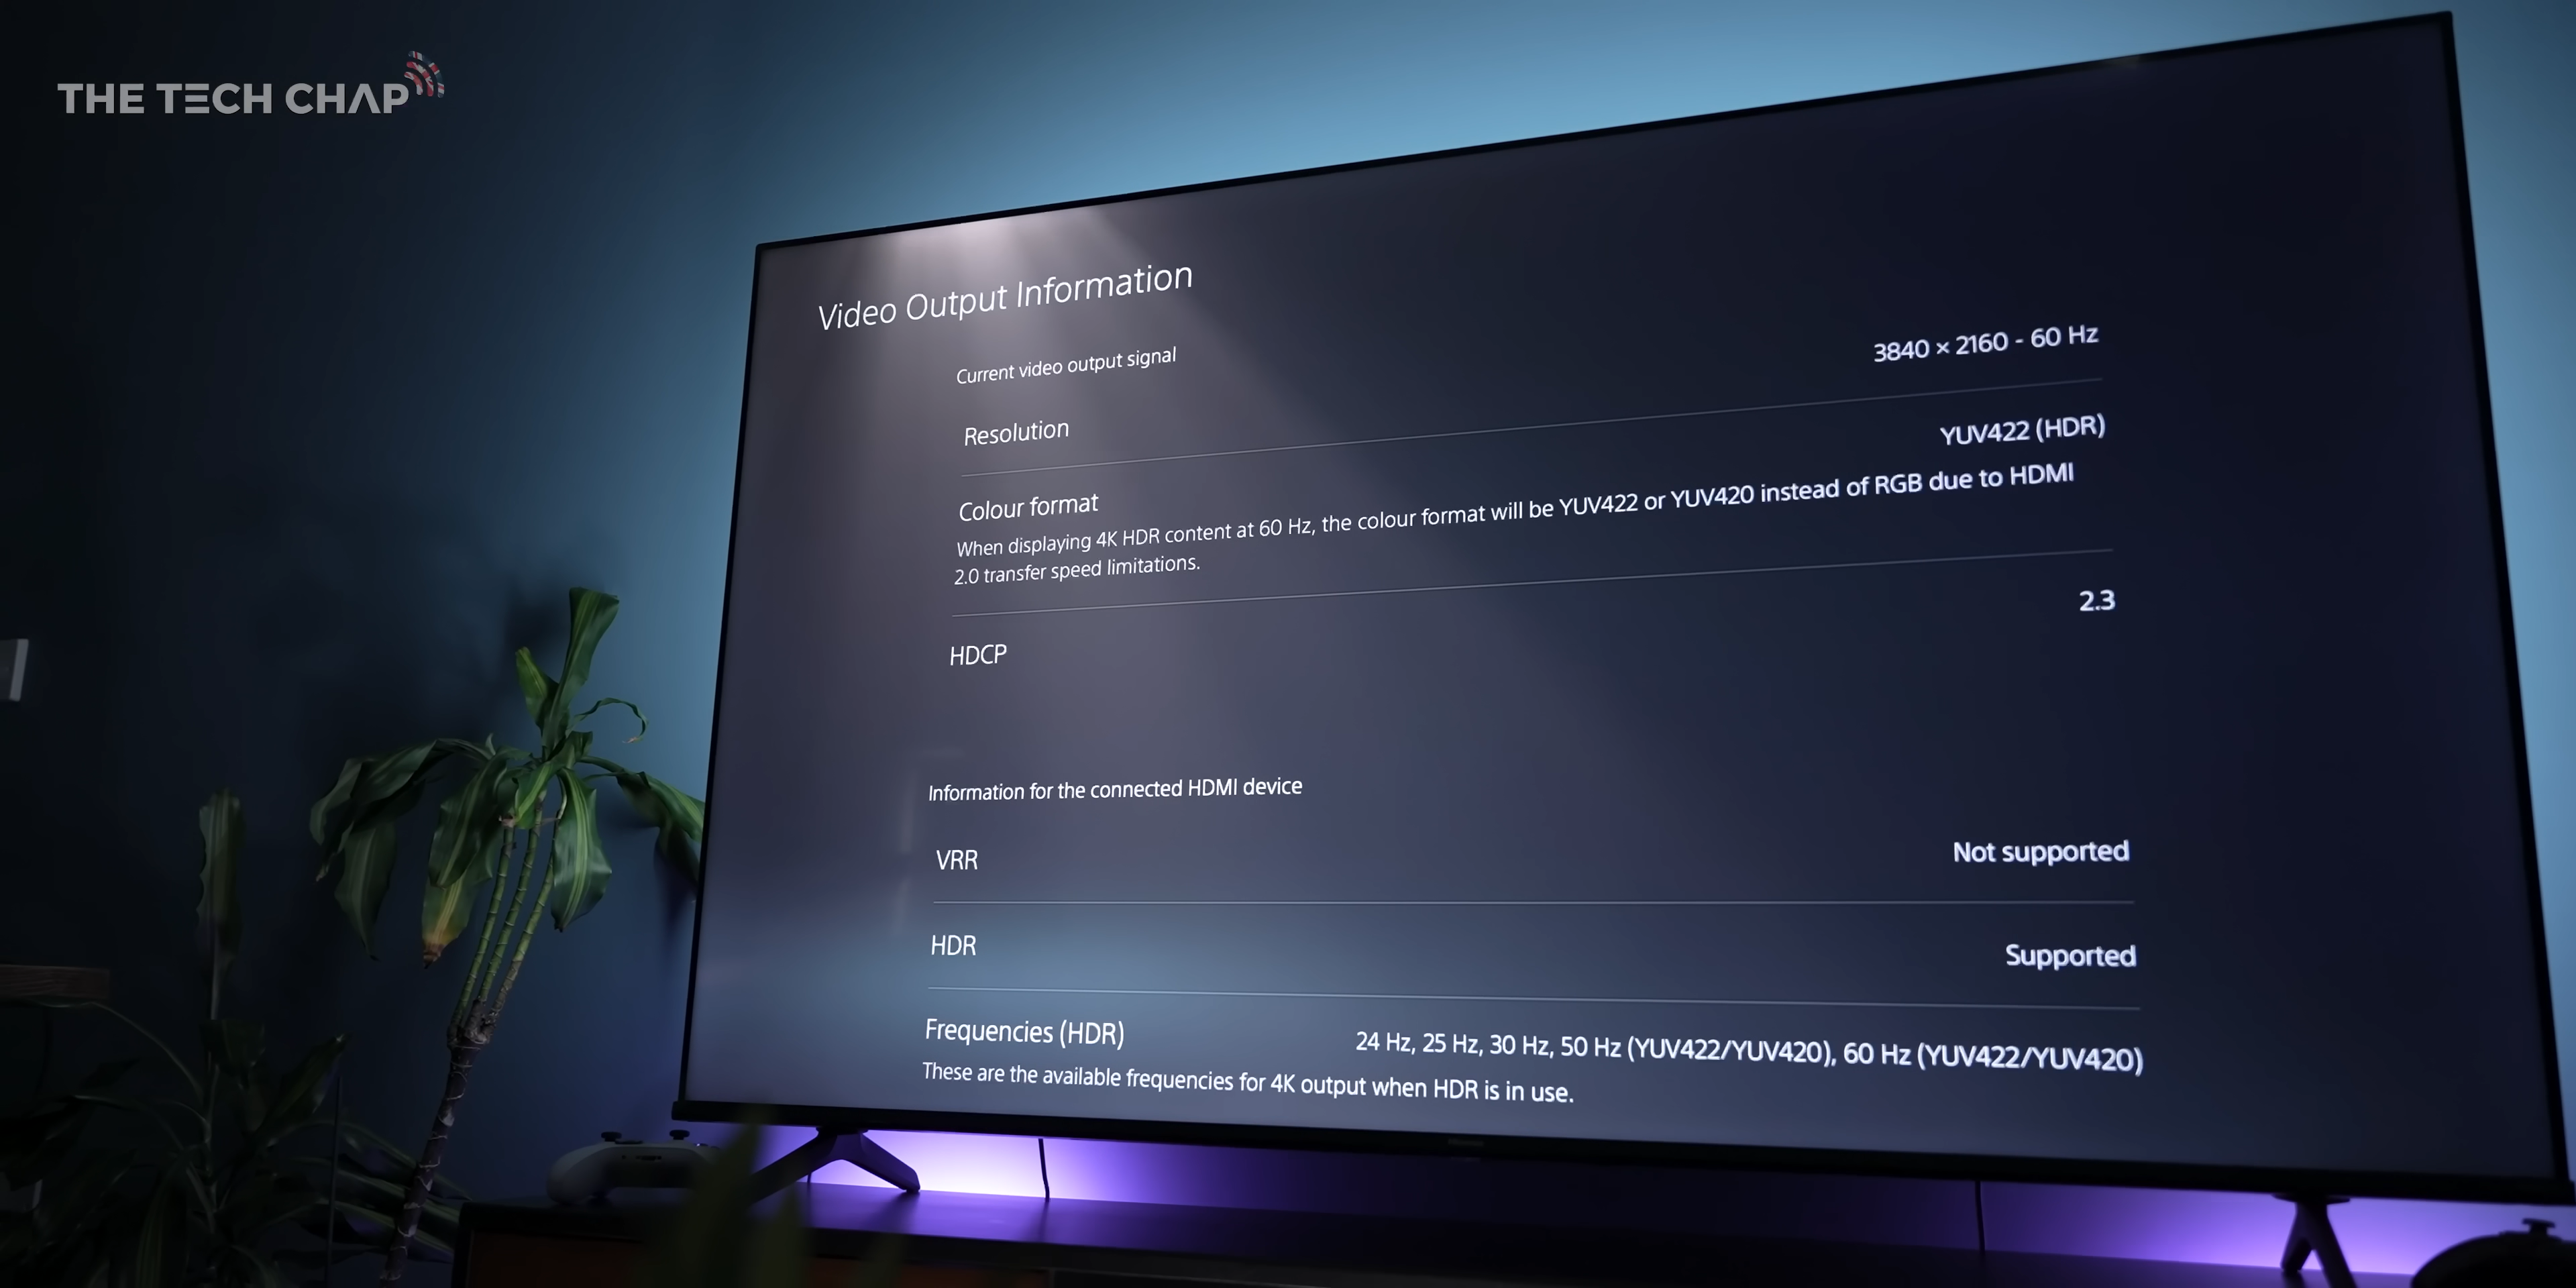 THE TECH CHAP
Video Output Information
Current video output signal
Resolution 3840 × 2160 - 60 Hz
Colour format YUV422 (HDR)
When displaying 4K HDR content at 60 Hz, the colour format will be YUV422 or YUV420 instead of RGB due to HDMI
2.0 transfer speed limitations.
HDCP 2.3
Information for the connected HDMI device
VRR Not supported
HDR Supported
Frequencies (HDR) 24 Hz, 25 Hz, 30 Hz, 50 Hz (YUV422/YUV420), 60 Hz (YUV422/YUV420)
These are the available frequencies for 4K output when HDR is in use.